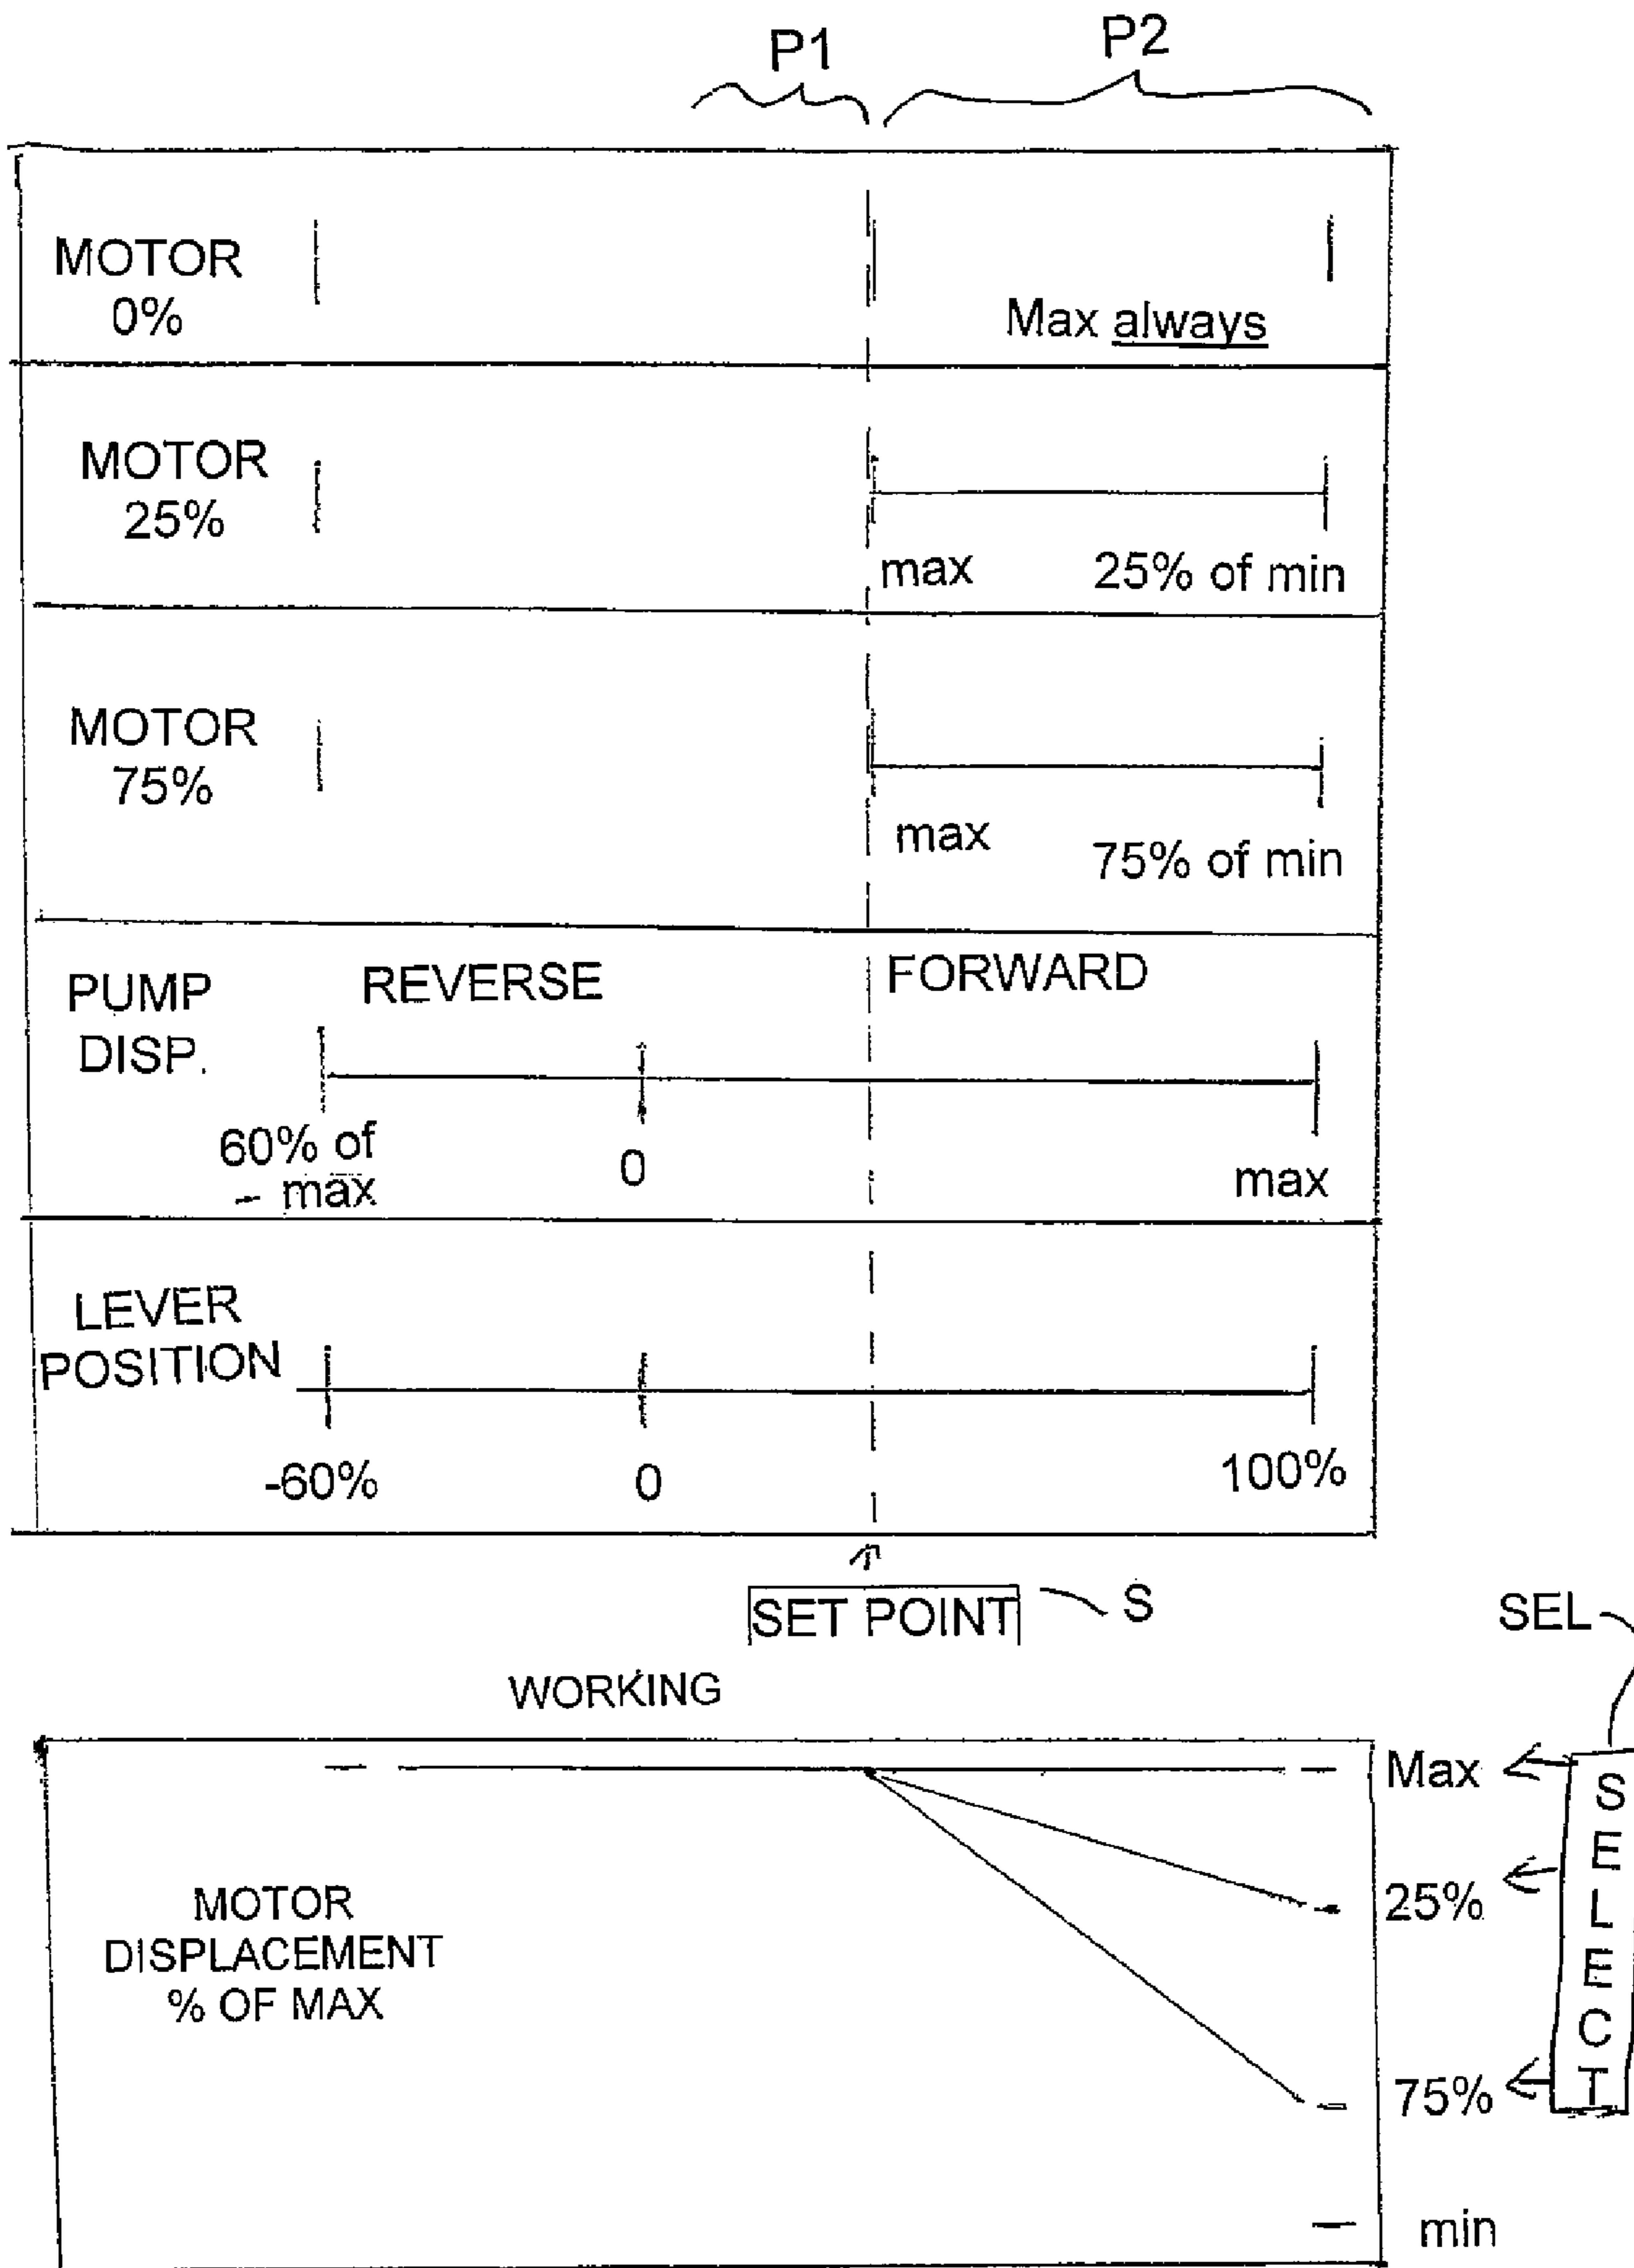 P1
P2
MOTOR
0%
Max always
MOTOR
25%
max
25% of min
MOTOR
75%
max
75% of min
PUMP
DISP.
REVERSE
FORWARD
60% of
- max
0
max
LEVER
POSITION
-60%
0
100%
SET POINT
S
SEL
WORKING
Max
25%
75%
min
MOTOR
DISPLACEMENT
% OF MAX
SELECT